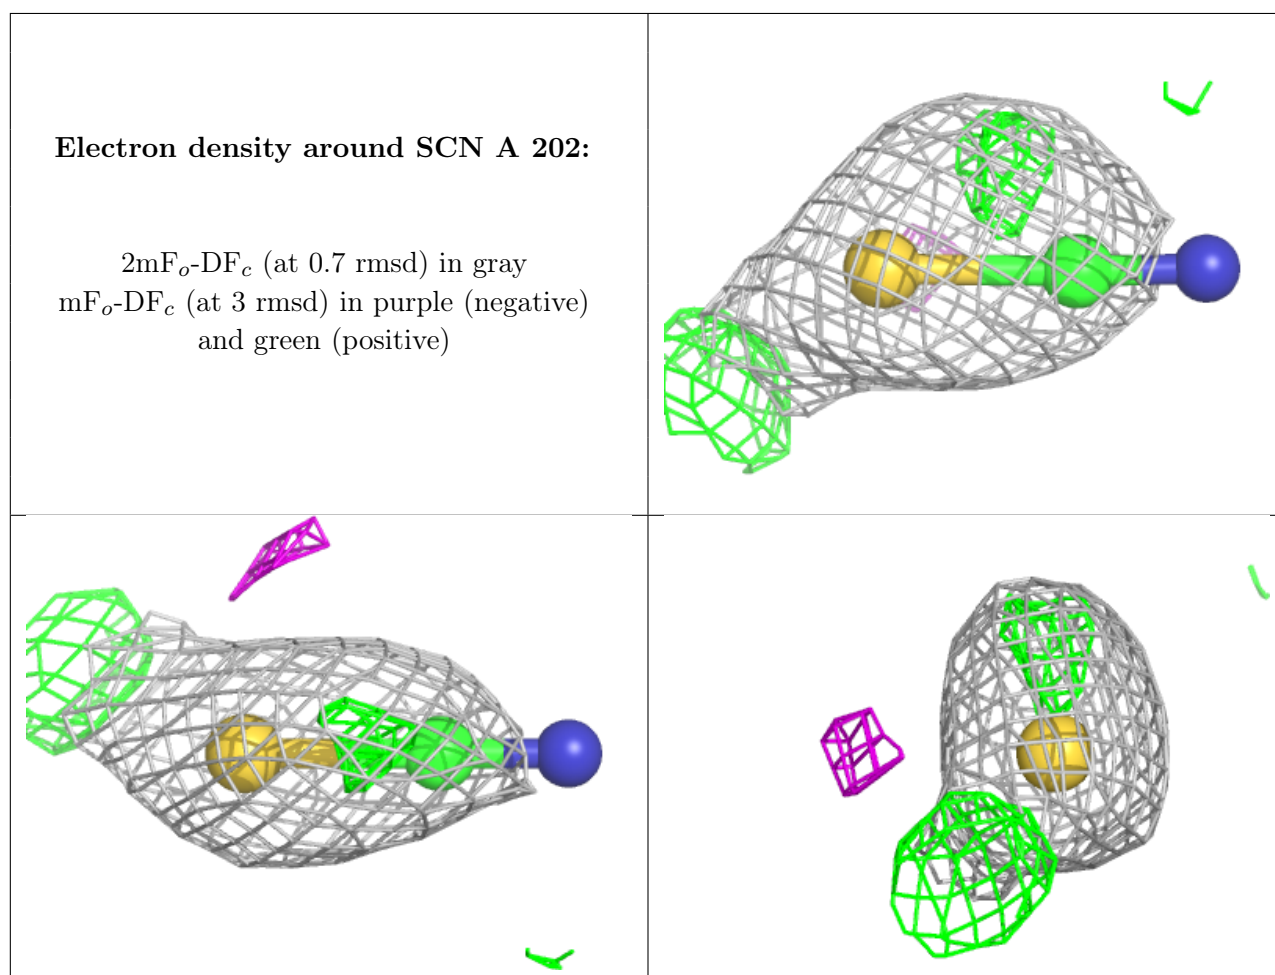 Electron density around SCN A 202:
2mFₒ-DF𝒸 (at 0.7 rmsd) in gray
mFₒ-DF𝒸 (at 3 rmsd) in purple (negative)
and green (positive)